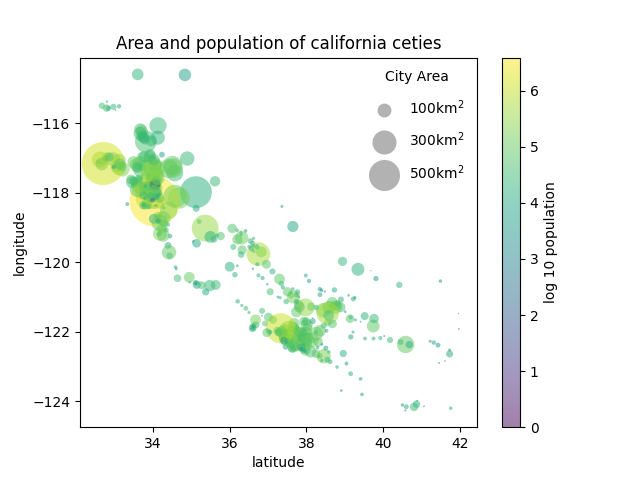 Area and population of california ceties
City Area
100km²
300km²
500km²
−116
−118
−120
−122
−124
longitude
34
36
38
40
42
latitude
6
5
4
3
2
1
0
log 10 population